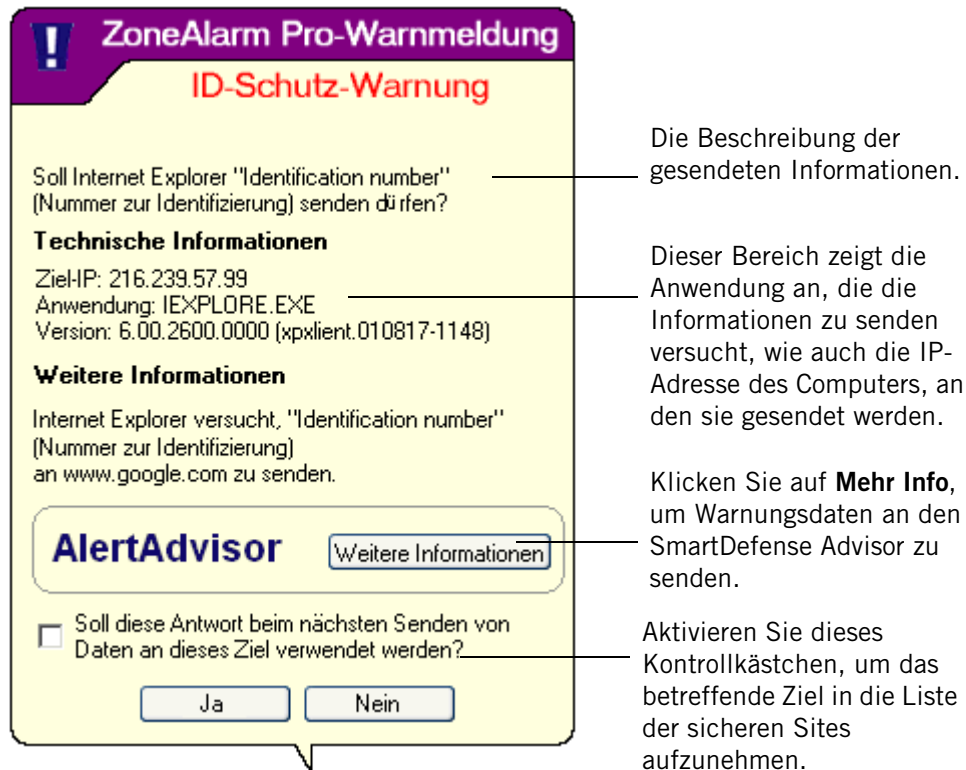 ZoneAlarm Pro-Warnmeldung
ID-Schutz-Warnung
Soll Internet Explorer "Identification number"
(Nummer zur Identifizierung) senden dürfen?
Technische Informationen
Ziel-IP: 216.239.57.99
Anwendung: IEXPLORE.EXE
Version: 6.00.2600.0000 (xpxlient.010817-1148)
Weitere Informationen
Internet Explorer versucht, "Identification number"
(Nummer zur Identifizierung)
an www.google.com zu senden.
AlertAdvisor
Weitere Informationen
Soll diese Antwort beim nächsten Senden von
Daten an dieses Ziel verwendet werden?
Ja
Nein
Die Beschreibung der
gesendeten Informationen.
Dieser Bereich zeigt die
Anwendung an, die die
Informationen zu senden
versucht, wie auch die IP-
Adresse des Computers, an
den sie gesendet werden.
Klicken Sie auf Mehr Info,
um Warnungsdaten an den
SmartDefense Advisor zu
senden.
Aktivieren Sie dieses
Kontrollkästchen, um das
betreffende Ziel in die Liste
der sicheren Sites
aufzunehmen.